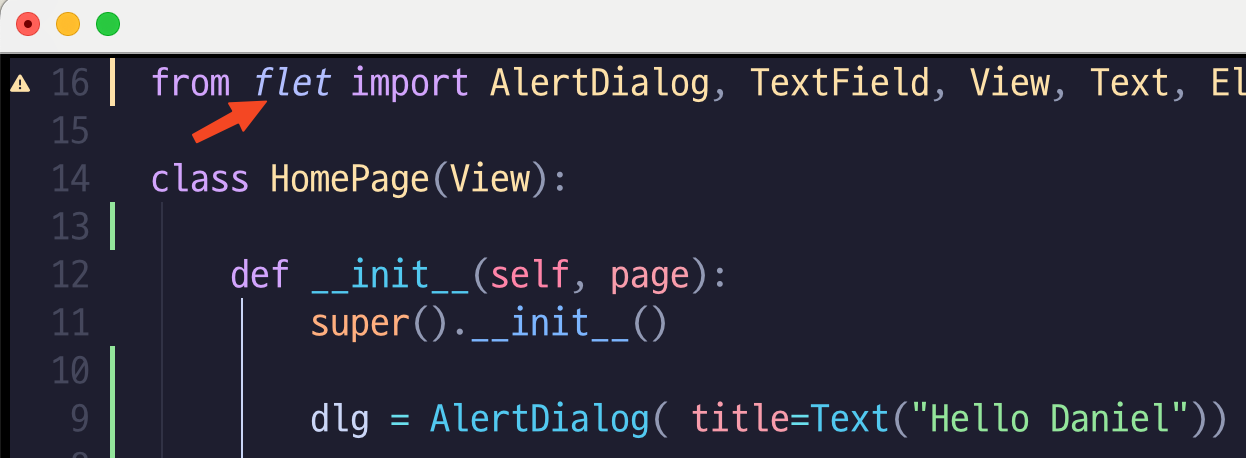 16 from flet import AlertDialog, TextField, View, Text, El
15
14 class HomePage(View):
13
12 def __init__(self, page):
11 super().__init__()
10
9 dlg = AlertDialog( title=Text("Hello Daniel"))